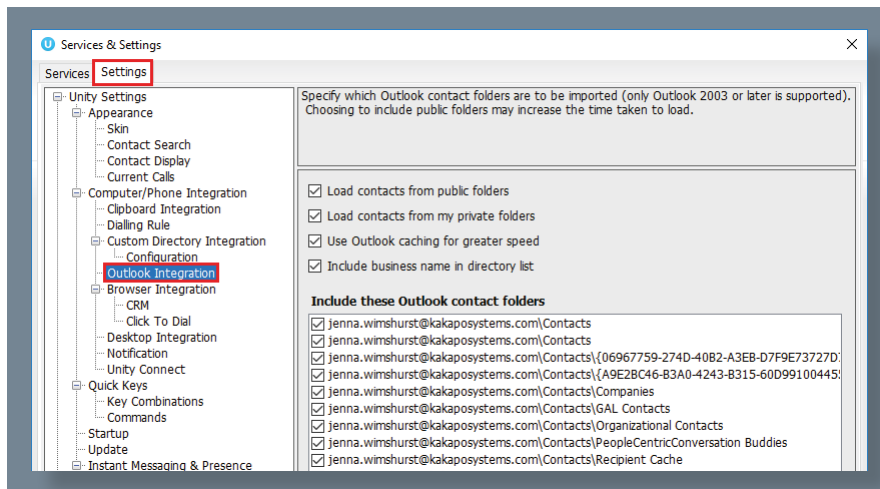 Services & Settings
Services Settings
Unity Settings
Appearance
Skin
Contact Search
Contact Display
Current Calls
Computer/Phone Integration
Clipboard Integration
Dialling Rule
Custom Directory Integration
Configuration
Outlook Integration
Browser Integration
CRM
Click To Dial
Desktop Integration
Notification
Unity Connect
Quick Keys
Key Combinations
Commands
Startup
Update
Instant Messaging & Presence
Specify which Outlook contact folders are to be imported (only Outlook 2003 or later is supported).
Choosing to include public folders may increase the time taken to load.
Load contacts from public folders
Load contacts from my private folders
Use Outlook caching for greater speed
Include business name in directory list
Include these Outlook contact folders
jenna.wimshurst@kakaposystems.com\Contacts
jenna.wimshurst@kakaposystems.com\Contacts
jenna.wimshurst@kakaposystems.com\Contacts\{06967759-274D-40B2-A3EB-D7F9E73727D
jenna.wimshurst@kakaposystems.com\Contacts\{A9E2BC46-B3A0-4243-B315-60D99100445
jenna.wimshurst@kakaposystems.com\Contacts\Companies
jenna.wimshurst@kakaposystems.com\Contacts\GAL Contacts
jenna.wimshurst@kakaposystems.com\Contacts\Organizational Contacts
jenna.wimshurst@kakaposystems.com\Contacts\PeopleCentricConversation Buddies
jenna.wimshurst@kakaposystems.com\Contacts\Recipient Cache